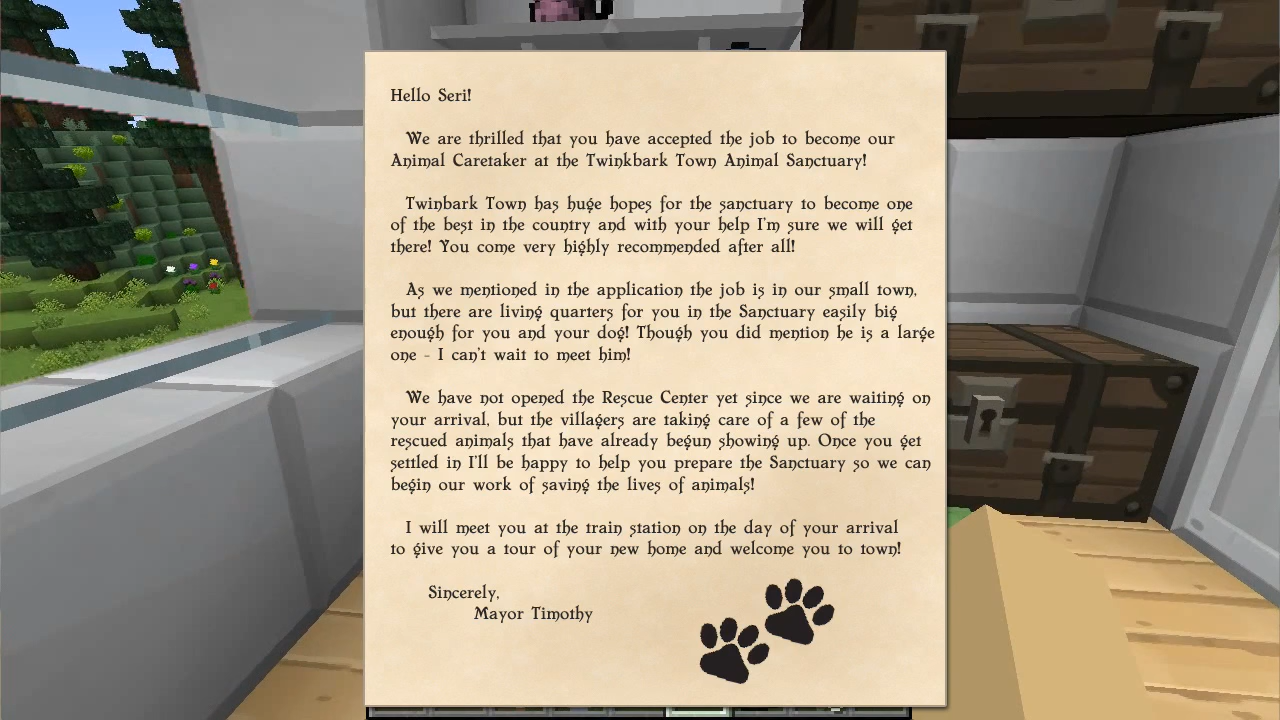 Hello Seri!
We are thrilled that you have accepted the job to become our
Animal Caretaker at the Twinkbark Town Animal Sanctuary!
Twinbark Town has huge hopes for the sanctuary to become one
of the best in the country and with your help I'm sure we will get
there! You come very highly recommended after all!
As we mentioned in the application the job is in our small town,
but there are living quarters for you in the Sanctuary easily big
enough for you and your dog! Though you did mention he is a large
one - I can't wait to meet him!
We have not opened the Rescue Center yet since we are waiting on
your arrival, but the villagers are taking care of a few of the
rescued animals that have already begun showing up. Once you get
settled in I'll be happy to help you prepare the Sanctuary so we can
begin our work of saving the lives of animals!
I will meet you at the train station on the day of your arrival
to give you a tour of your new home and welcome you to town!
Sincerely,
Mayor Timothy